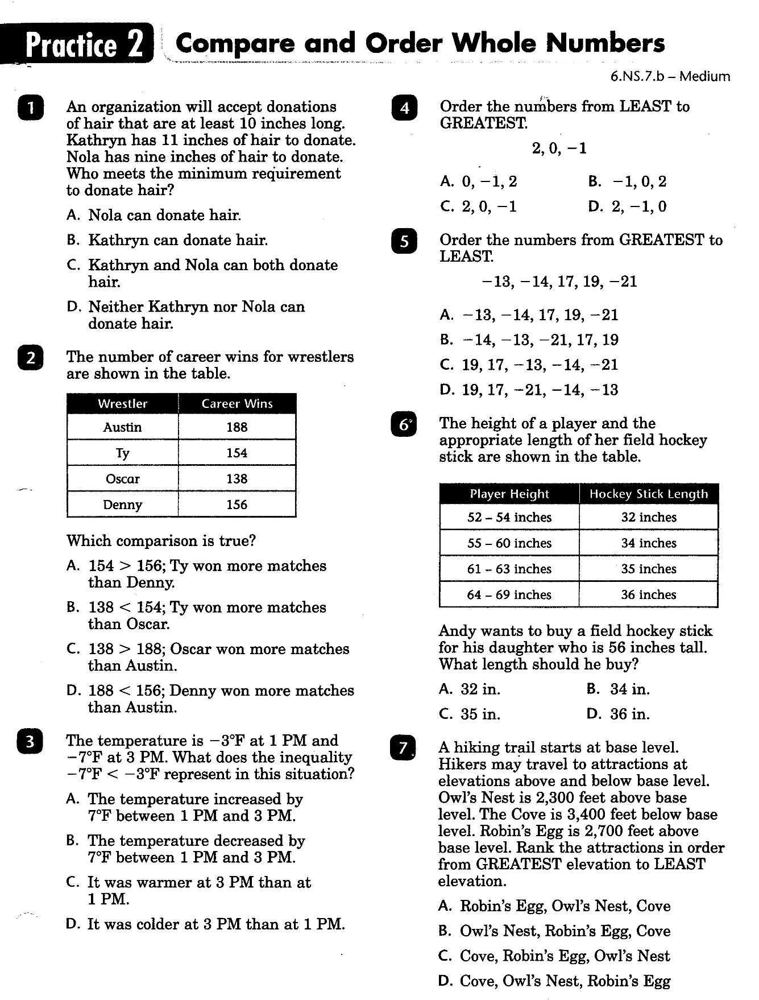 Practice 2 Compare and Order Whole Numbers
6.NS.7.b – Medium
1 An organization will accept donations
of hair that are at least 10 inches long.
Kathryn has 11 inches of hair to donate.
Nola has nine inches of hair to donate.
Who meets the minimum requirement
to donate hair?
A. Nola can donate hair.
B. Kathryn can donate hair.
C. Kathryn and Nola can both donate
hair.
D. Neither Kathryn nor Nola can
donate hair.
2 The number of career wins for wrestlers
are shown in the table.
Wrestler Career Wins
Austin 188
Ty 154
Oscar 138
Denny 156
Which comparison is true?
A. 154 > 156; Ty won more matches
than Denny.
B. 138 < 154; Ty won more matches
than Oscar.
C. 138 > 188; Oscar won more matches
than Austin.
D. 188 < 156; Denny won more matches
than Austin.
3 The temperature is −3°F at 1 PM and
−7°F at 3 PM. What does the inequality
−7°F < −3°F represent in this situation?
A. The temperature increased by
7°F between 1 PM and 3 PM.
B. The temperature decreased by
7°F between 1 PM and 3 PM.
C. It was warmer at 3 PM than at
1 PM.
D. It was colder at 3 PM than at 1 PM.
4 Order the numbers from LEAST to
GREATEST.
2, 0, −1
A. 0, −1, 2 B. −1, 0, 2
C. 2, 0, −1 D. 2, −1, 0
5 Order the numbers from GREATEST to
LEAST.
−13, −14, 17, 19, −21
A. −13, −14, 17, 19, −21
B. −14, −13, −21, 17, 19
C. 19, 17, −13, −14, −21
D. 19, 17, −21, −14, −13
6 The height of a player and the
appropriate length of her field hockey
stick are shown in the table.
Player Height Hockey Stick Length
52 – 54 inches 32 inches
55 – 60 inches 34 inches
61 – 63 inches 35 inches
64 – 69 inches 36 inches
Andy wants to buy a field hockey stick
for his daughter who is 56 inches tall.
What length should he buy?
A. 32 in. B. 34 in.
C. 35 in. D. 36 in.
7 A hiking trail starts at base level.
Hikers may travel to attractions at
elevations above and below base level.
Owl's Nest is 2,300 feet above base
level. The Cove is 3,400 feet below base
level. Robin's Egg is 2,700 feet above
base level. Rank the attractions in order
from GREATEST elevation to LEAST
elevation.
A. Robin's Egg, Owl's Nest, Cove
B. Owl's Nest, Robin's Egg, Cove
C. Cove, Robin's Egg, Owl's Nest
D. Cove, Owl's Nest, Robin's Egg